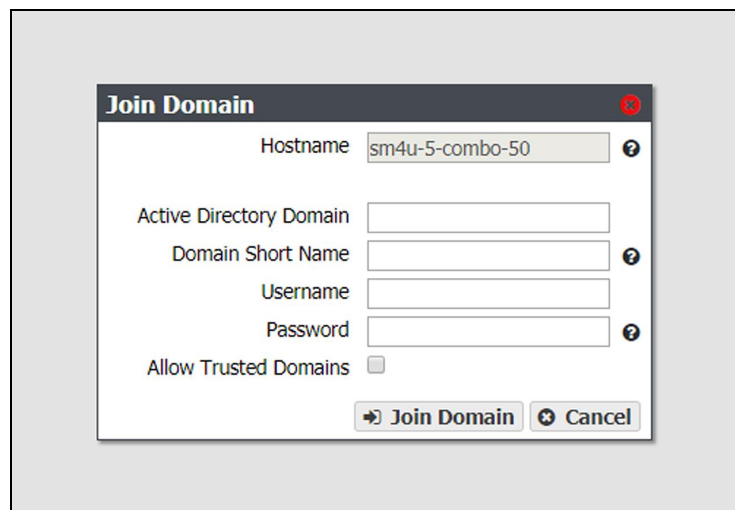 Join Domain
Hostname sm4u-5-combo-50
Active Directory Domain
Domain Short Name
Username
Password
Allow Trusted Domains
Join Domain Cancel